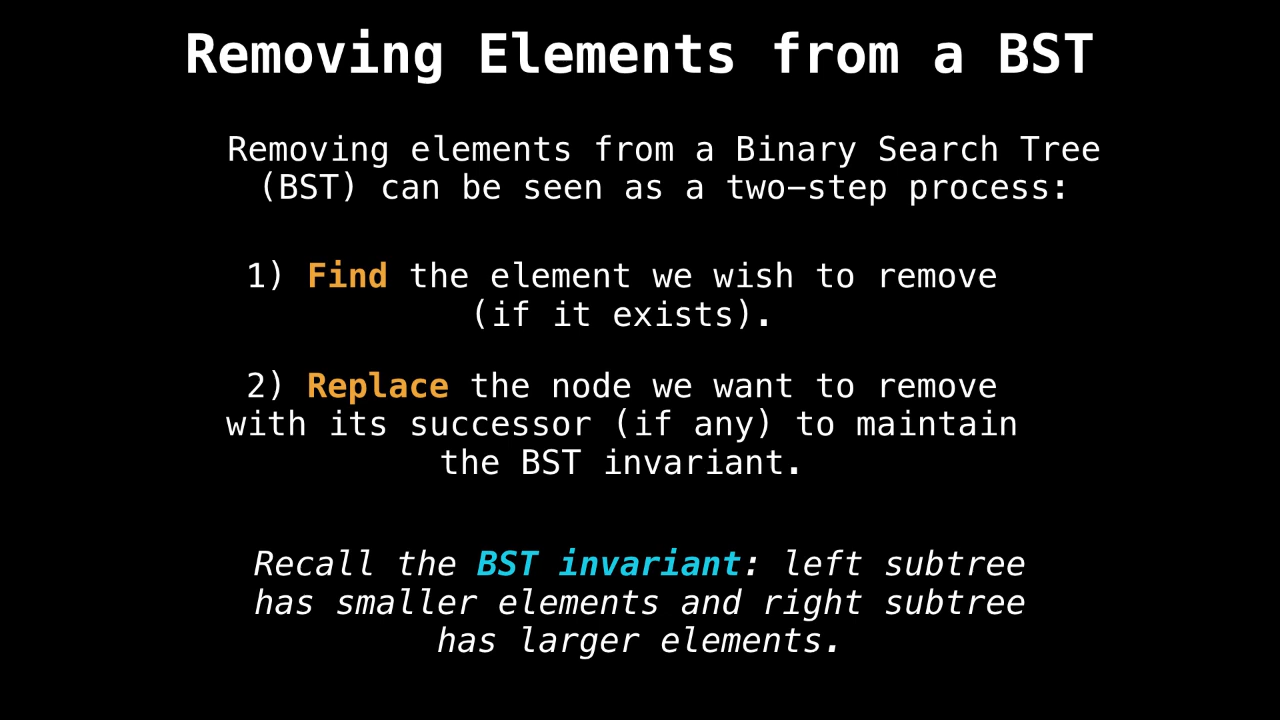 Removing Elements from a BST
Removing elements from a Binary Search Tree
(BST) can be seen as a two-step process:
1) Find the element we wish to remove
(if it exists).
2) Replace the node we want to remove
with its successor (if any) to maintain
the BST invariant.
Recall the BST invariant: left subtree
has smaller elements and right subtree
has larger elements.